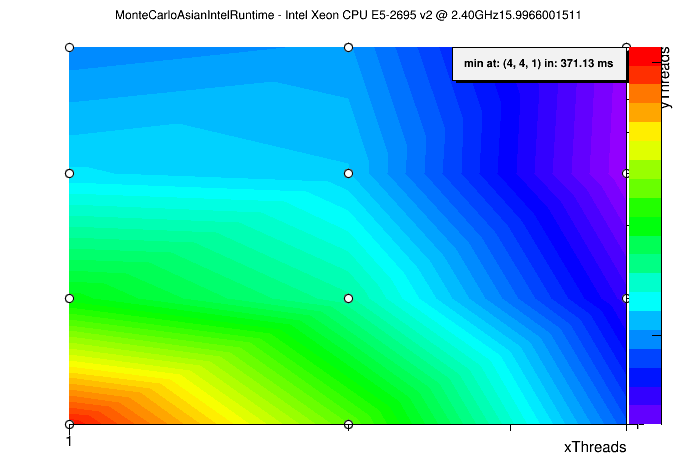 MonteCarloAsianIntelRuntime - Intel Xeon CPU E5-2695 v2 @ 2.40GHz15.9966001511
min at: (4, 4, 1) in: 371.13 ms
yThreads
1
xThreads